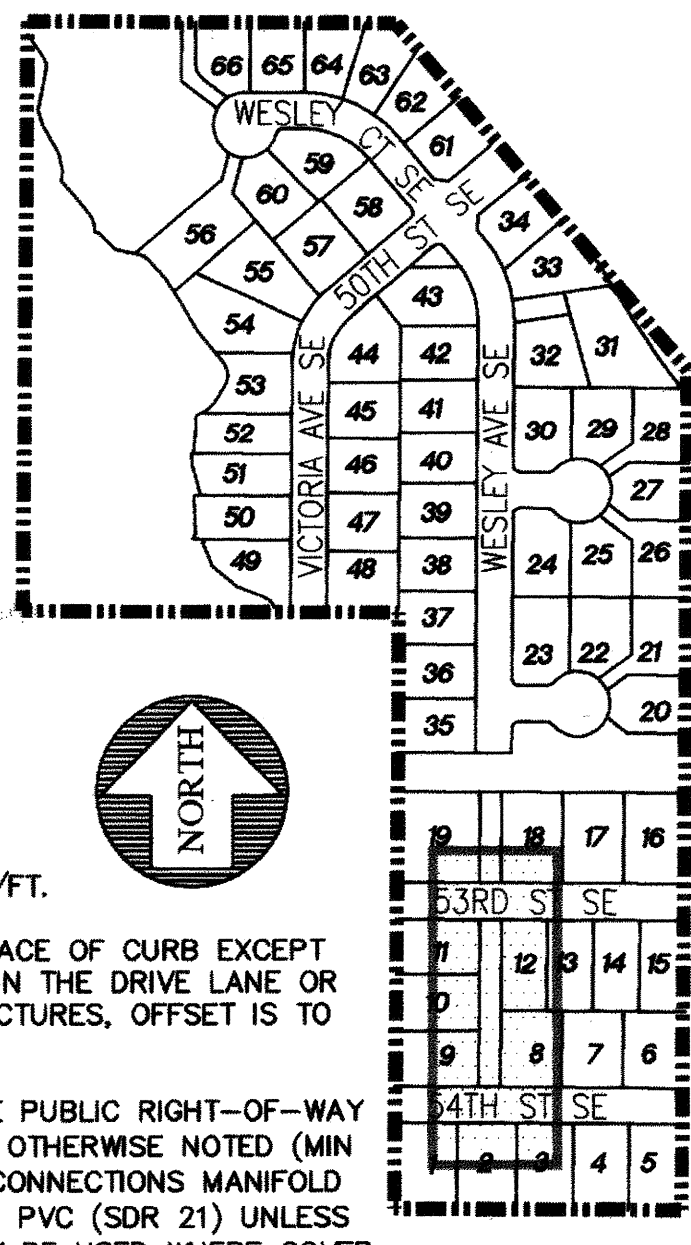 66 65 64 63 62 61
WESLEY CT SE
59
60
58
57
56
55
54
53
52
51
50
49
50TH ST SE
34
33
32 31
43
42
41
40
39
38
37
36
35
44
45
46
47
48
VICTORIA AVE SE
WESLEY AVE SE
30 29 28
27
24 25 26
23 22 21
20
NORTH
19 18 17 16
53RD ST SE
11
10
9
12 13 14 15
8 7 6
54TH ST SE
1 2 3 4 5
/FT.
ACE OF CURB EXCEPT
N THE DRIVE LANE OR
CTURES, OFFSET IS TO
E PUBLIC RIGHT-OF-WAY
OTHERWISE NOTED (MIN
CONNECTIONS MANIFOLD
PVC (SDR 21) UNLESS